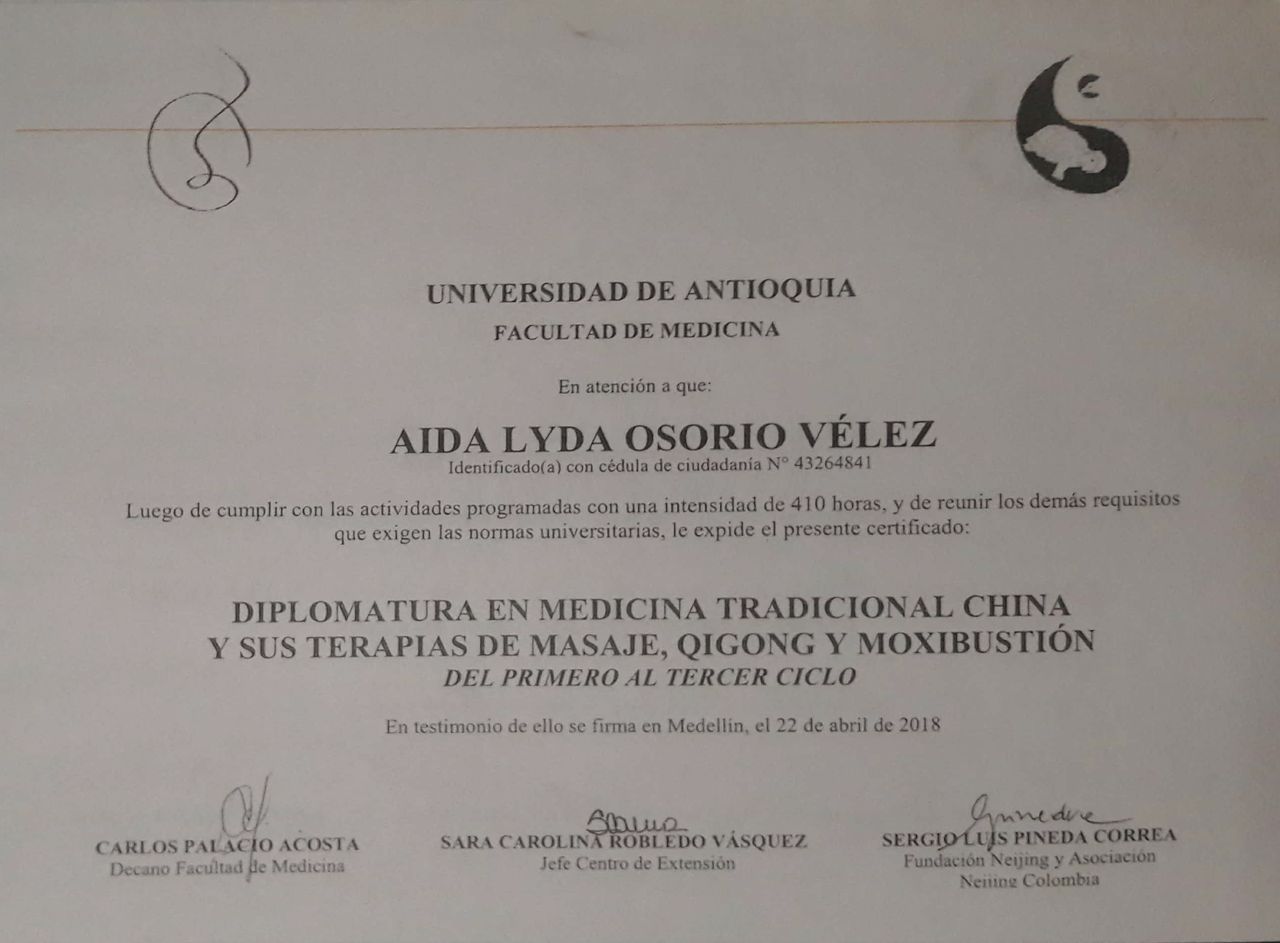 UNIVERSIDAD DE ANTIOQUIA
FACULTAD DE MEDICINA
En atención a que:
AIDA LYDA OSORIO VÉLEZ
Identificado(a) con cédula de ciudadanía N° 43264841
Luego de cumplir con las actividades programadas con una intensidad de 410 horas, y de reunir los demás requisitos
que exigen las normas universitarias, le expide el presente certificado:
DIPLOMATURA EN MEDICINA TRADICIONAL CHINA
Y SUS TERAPIAS DE MASAJE, QIGONG Y MOXIBUSTIÓN
DEL PRIMERO AL TERCER CICLO
En testimonio de ello se firma en Medellín, el 22 de abril de 2018
CARLOS PALACIO ACOSTA
Decano Facultad de Medicina
SARA CAROLINA ROBLEDO VÁSQUEZ
Jefe Centro de Extensión
SERGIO LUIS PINEDA CORREA
Fundación Neijing y Asociación
Neijing Colombia